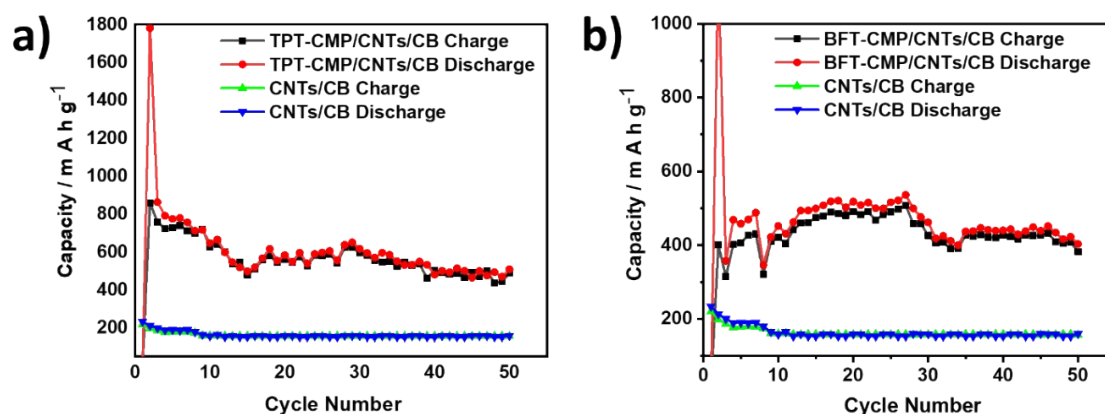 a)
1800
1600
1400
1200
1000
800
600
400
200
0
10
20
30
40
50
Capacity / m A h g⁻¹
Cycle Number
TPT-CMP/CNTs/CB Charge
TPT-CMP/CNTs/CB Discharge
CNTs/CB Charge
CNTs/CB Discharge
b)
1000
800
600
400
200
0
10
20
30
40
50
Capacity / m A h g⁻¹
Cycle Number
BFT-CMP/CNTs/CB Charge
BFT-CMP/CNTs/CB Discharge
CNTs/CB Charge
CNTs/CB Discharge